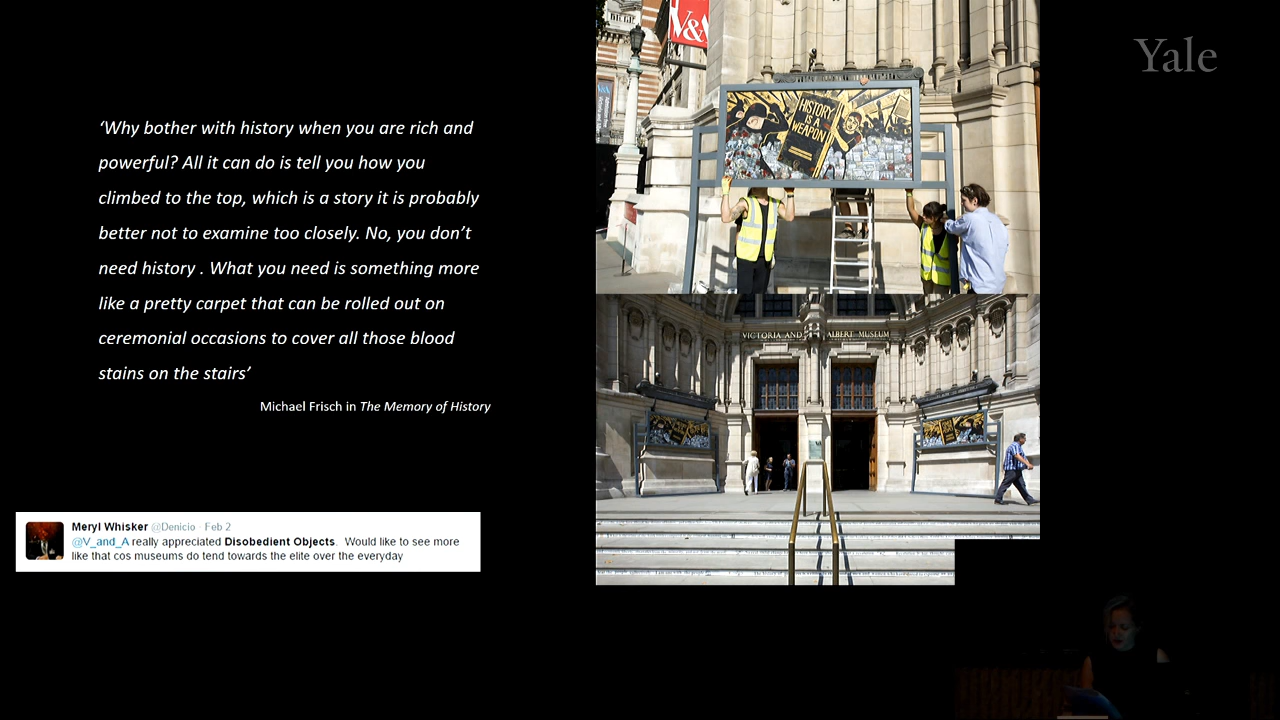 ‘Why bother with history when you are rich and
powerful? All it can do is tell you how you
climbed to the top, which is a story it is probably
better not to examine too closely. No, you don’t
need history . What you need is something more
like a pretty carpet that can be rolled out on
ceremonial occasions to cover all those blood
stains on the stairs’
Michael Frisch in The Memory of History
Meryl Whisker @Denicio · Feb 2
@V_and_A really appreciated Disobedient Objects. Would like to see more
like that cos museums do tend towards the elite over the everyday
V&A
HISTORY
IS A
WEAPON!
VICTORIA AND ALBERT MUSEUM
Yale